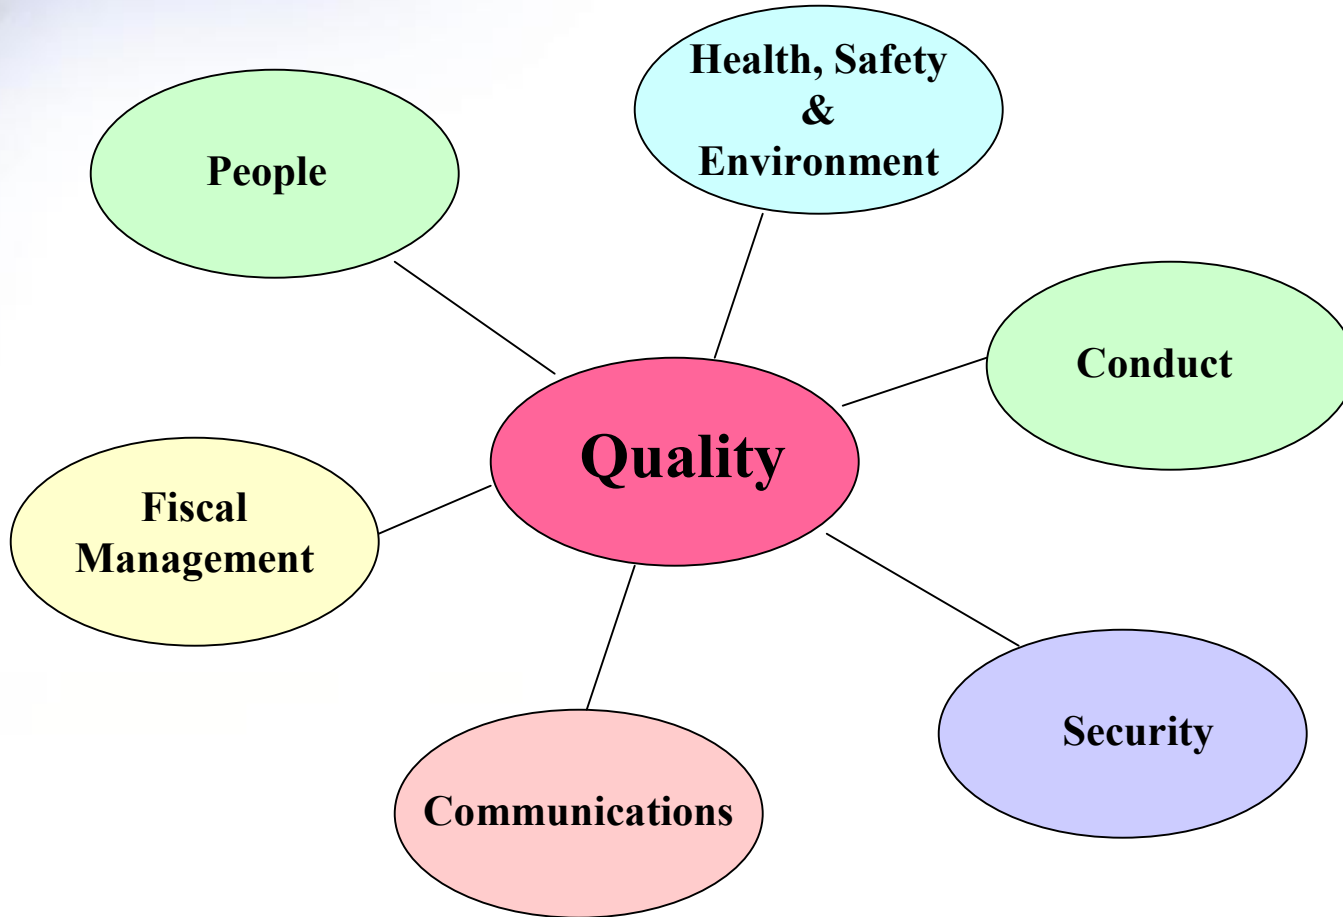 Health, Safety
&
Environment
People
Conduct
Quality
Fiscal
Management
Security
Communications